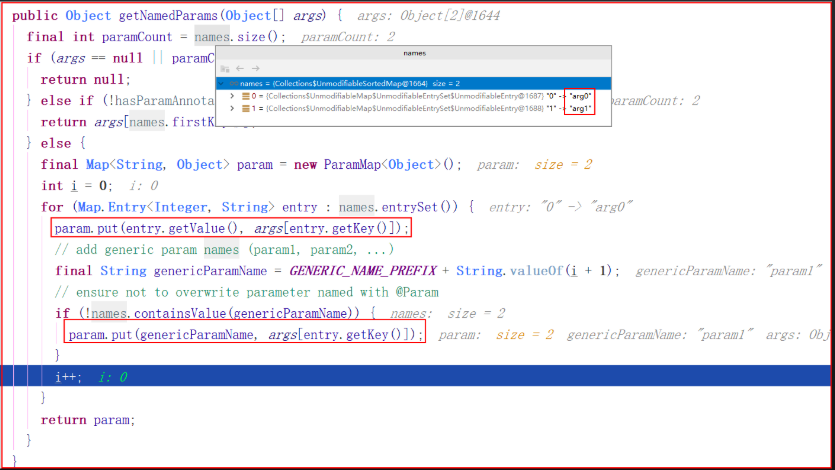 public Object getNamedParams(Object[] args) { args: Object[2]@1644
final int paramCount = names.size(); paramCount: 2
if (args == null || paramC
names
names = {Collections$UnmodifiableSortedMap@1664} size = 2
0 = {Collections$UnmodifiableMap$UnmodifiableEntrySet$UnmodifiableEntry@1687} "0" -> "arg0"
1 = {Collections$UnmodifiableMap$UnmodifiableEntrySet$UnmodifiableEntry@1688} "1" -> "arg1"
return null;
} else if (!hasParamAnnota paramCount: 2
return args[names.firstK
} else {
final Map<String, Object> param = new ParamMap<Object>(); param: size = 2
int i = 0; i: 0
for (Map.Entry<Integer, String> entry : names.entrySet()) { entry: "0" -> "arg0"
param.put(entry.getValue(), args[entry.getKey()]);
// add generic param names (param1, param2, ...)
final String genericParamName = GENERIC_NAME_PREFIX + String.valueOf(i + 1); genericParamName: "param1"
// ensure not to overwrite parameter named with @Param
if (!names.containsValue(genericParamName)) { names: size = 2
param.put(genericParamName, args[entry.getKey()]); param: size = 2 genericParamName: "param1" args: Obj
}
i++; i: 0
}
return param;
}
}